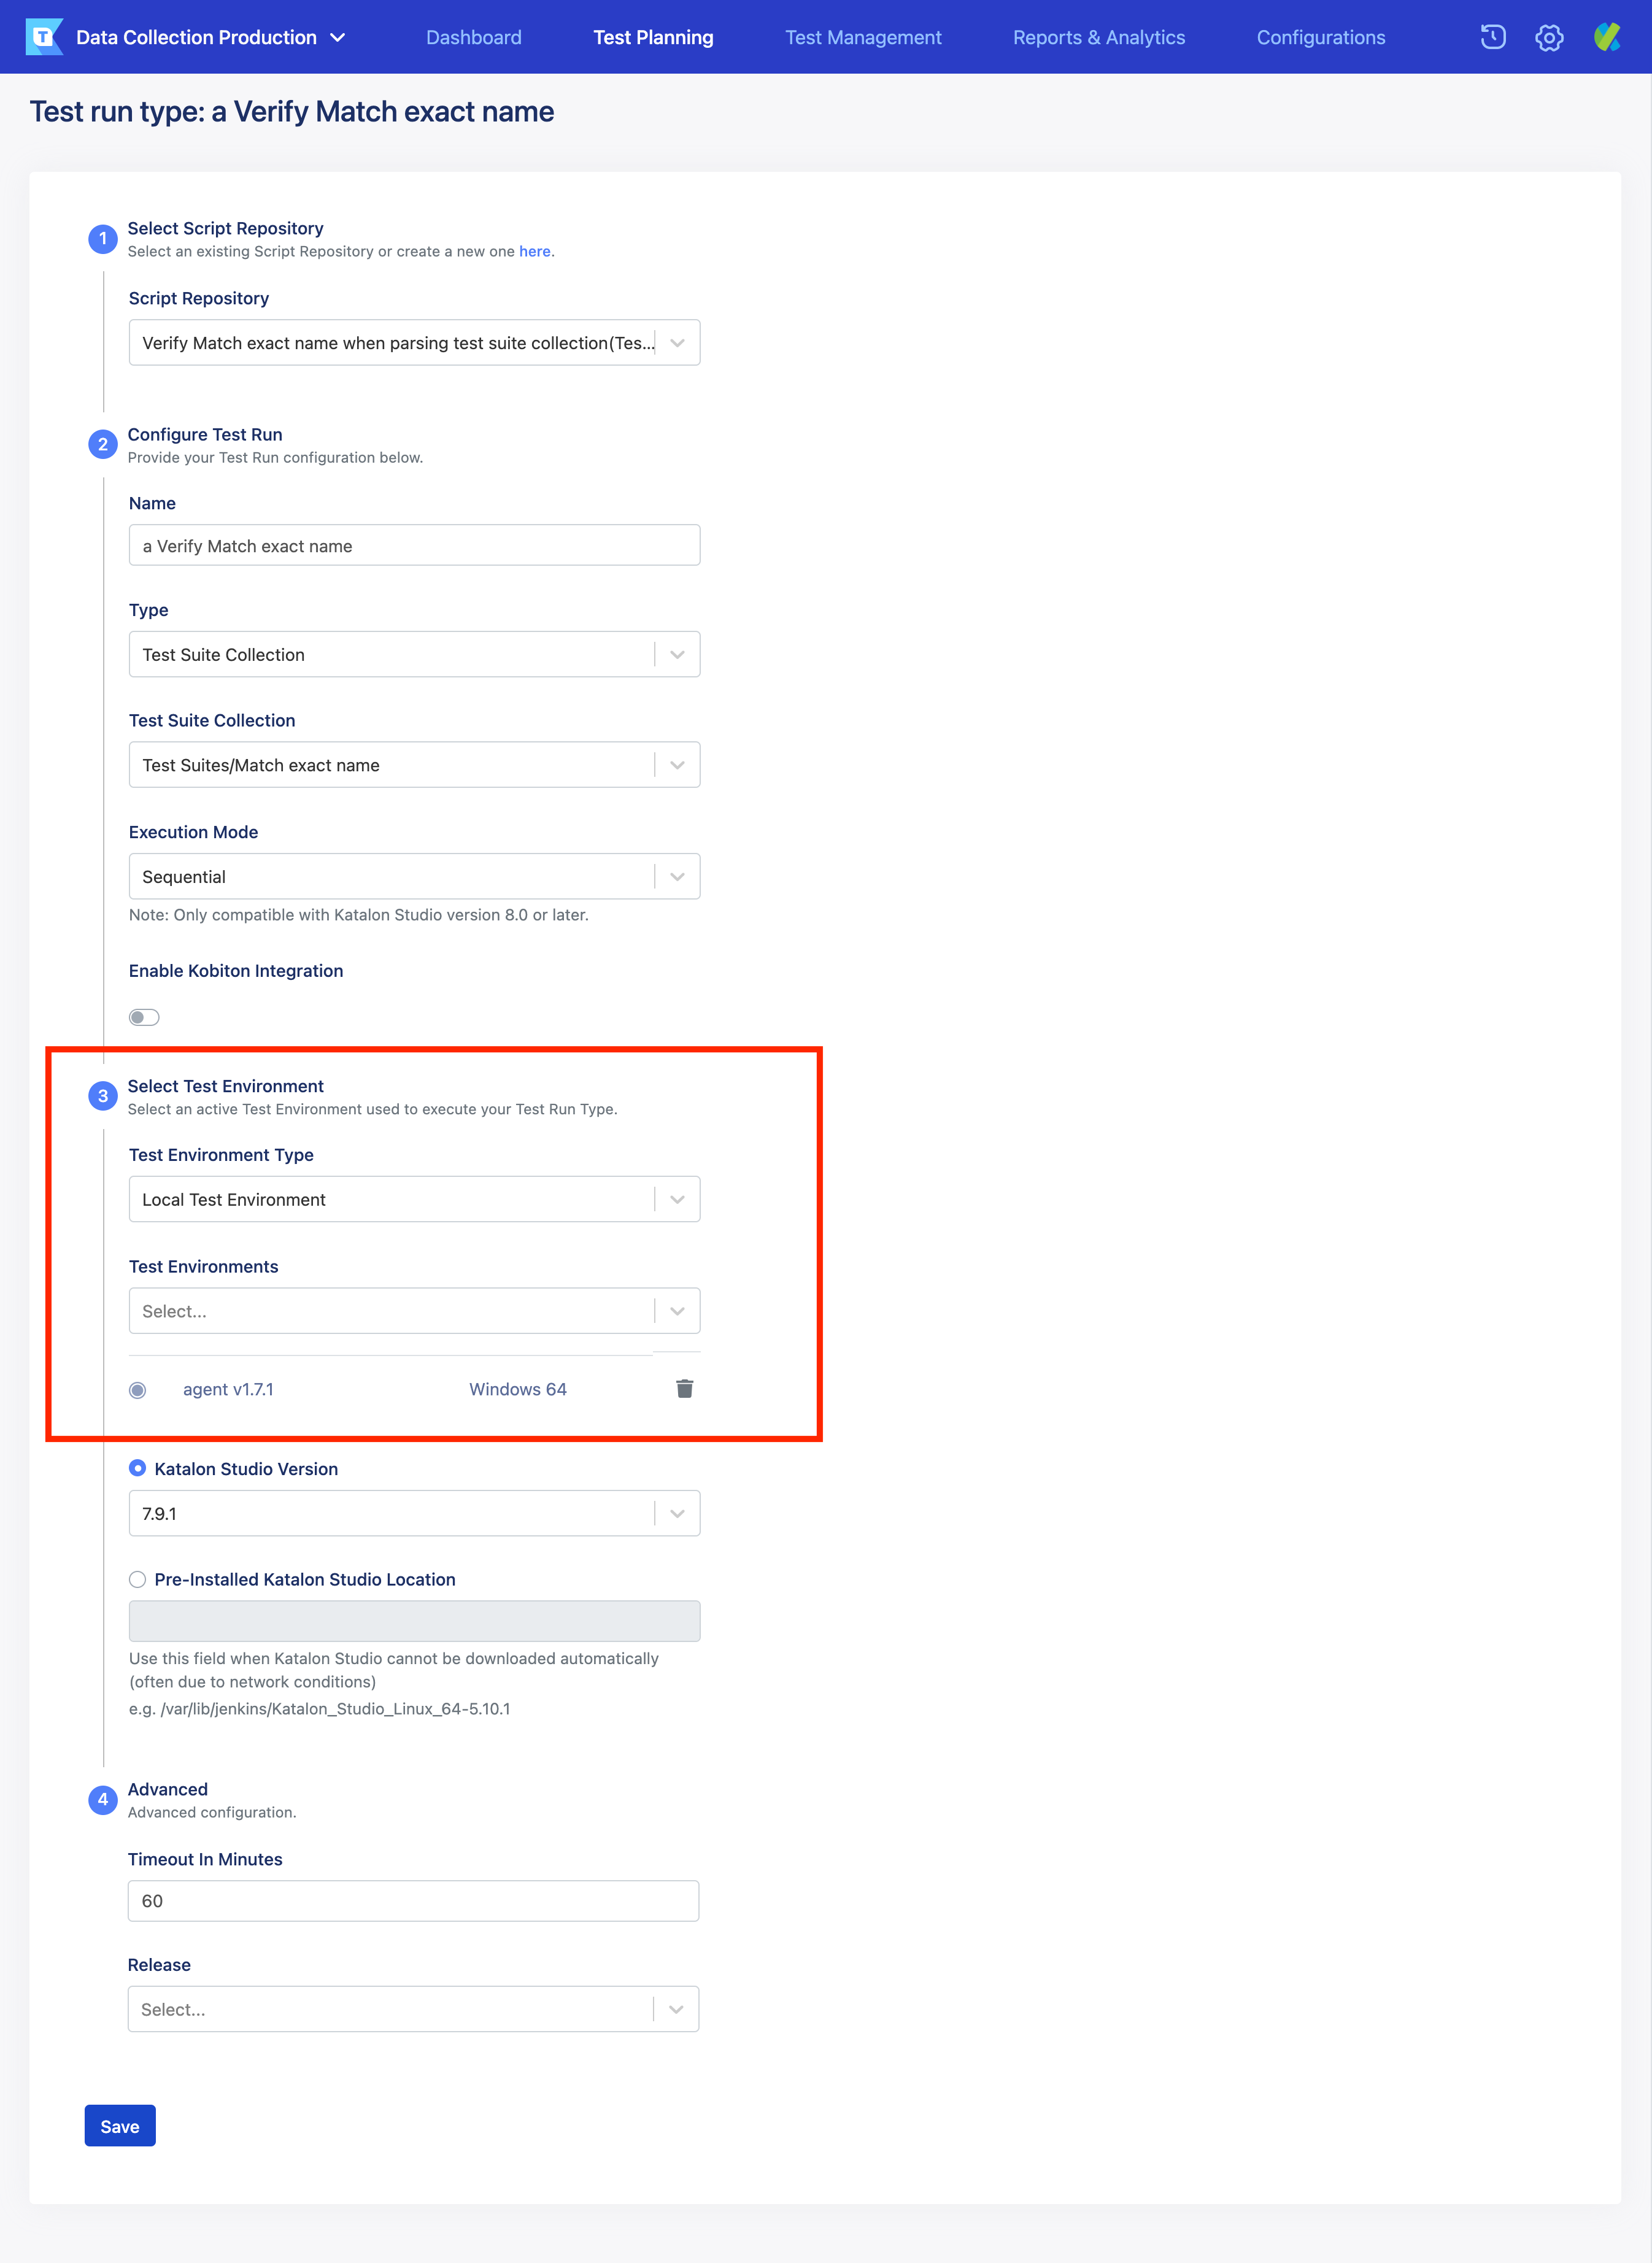 T
Data Collection Production
Dashboard
Test Planning
Test Management
Reports & Analytics
Configurations
Test run type: a Verify Match exact name
1
Select Script Repository
Select an existing Script Repository or create a new one here.
Script Repository
Verify Match exact name when parsing test suite collection(Tes...
2
Configure Test Run
Provide your Test Run configuration below.
Name
a Verify Match exact name
Type
Test Suite Collection
Test Suite Collection
Test Suites/Match exact name
Execution Mode
Sequential
Note: Only compatible with Katalon Studio version 8.0 or later.
Enable Kobiton Integration
3
Select Test Environment
Select an active Test Environment used to execute your Test Run Type.
Test Environment Type
Local Test Environment
Test Environments
Select...
agent v1.7.1
Windows 64
Katalon Studio Version
7.9.1
Pre-Installed Katalon Studio Location
Use this field when Katalon Studio cannot be downloaded automatically
(often due to network conditions)
e.g. /var/lib/jenkins/Katalon_Studio_Linux_64-5.10.1
4
Advanced
Advanced configuration.
Timeout In Minutes
60
Release
Select...
Save